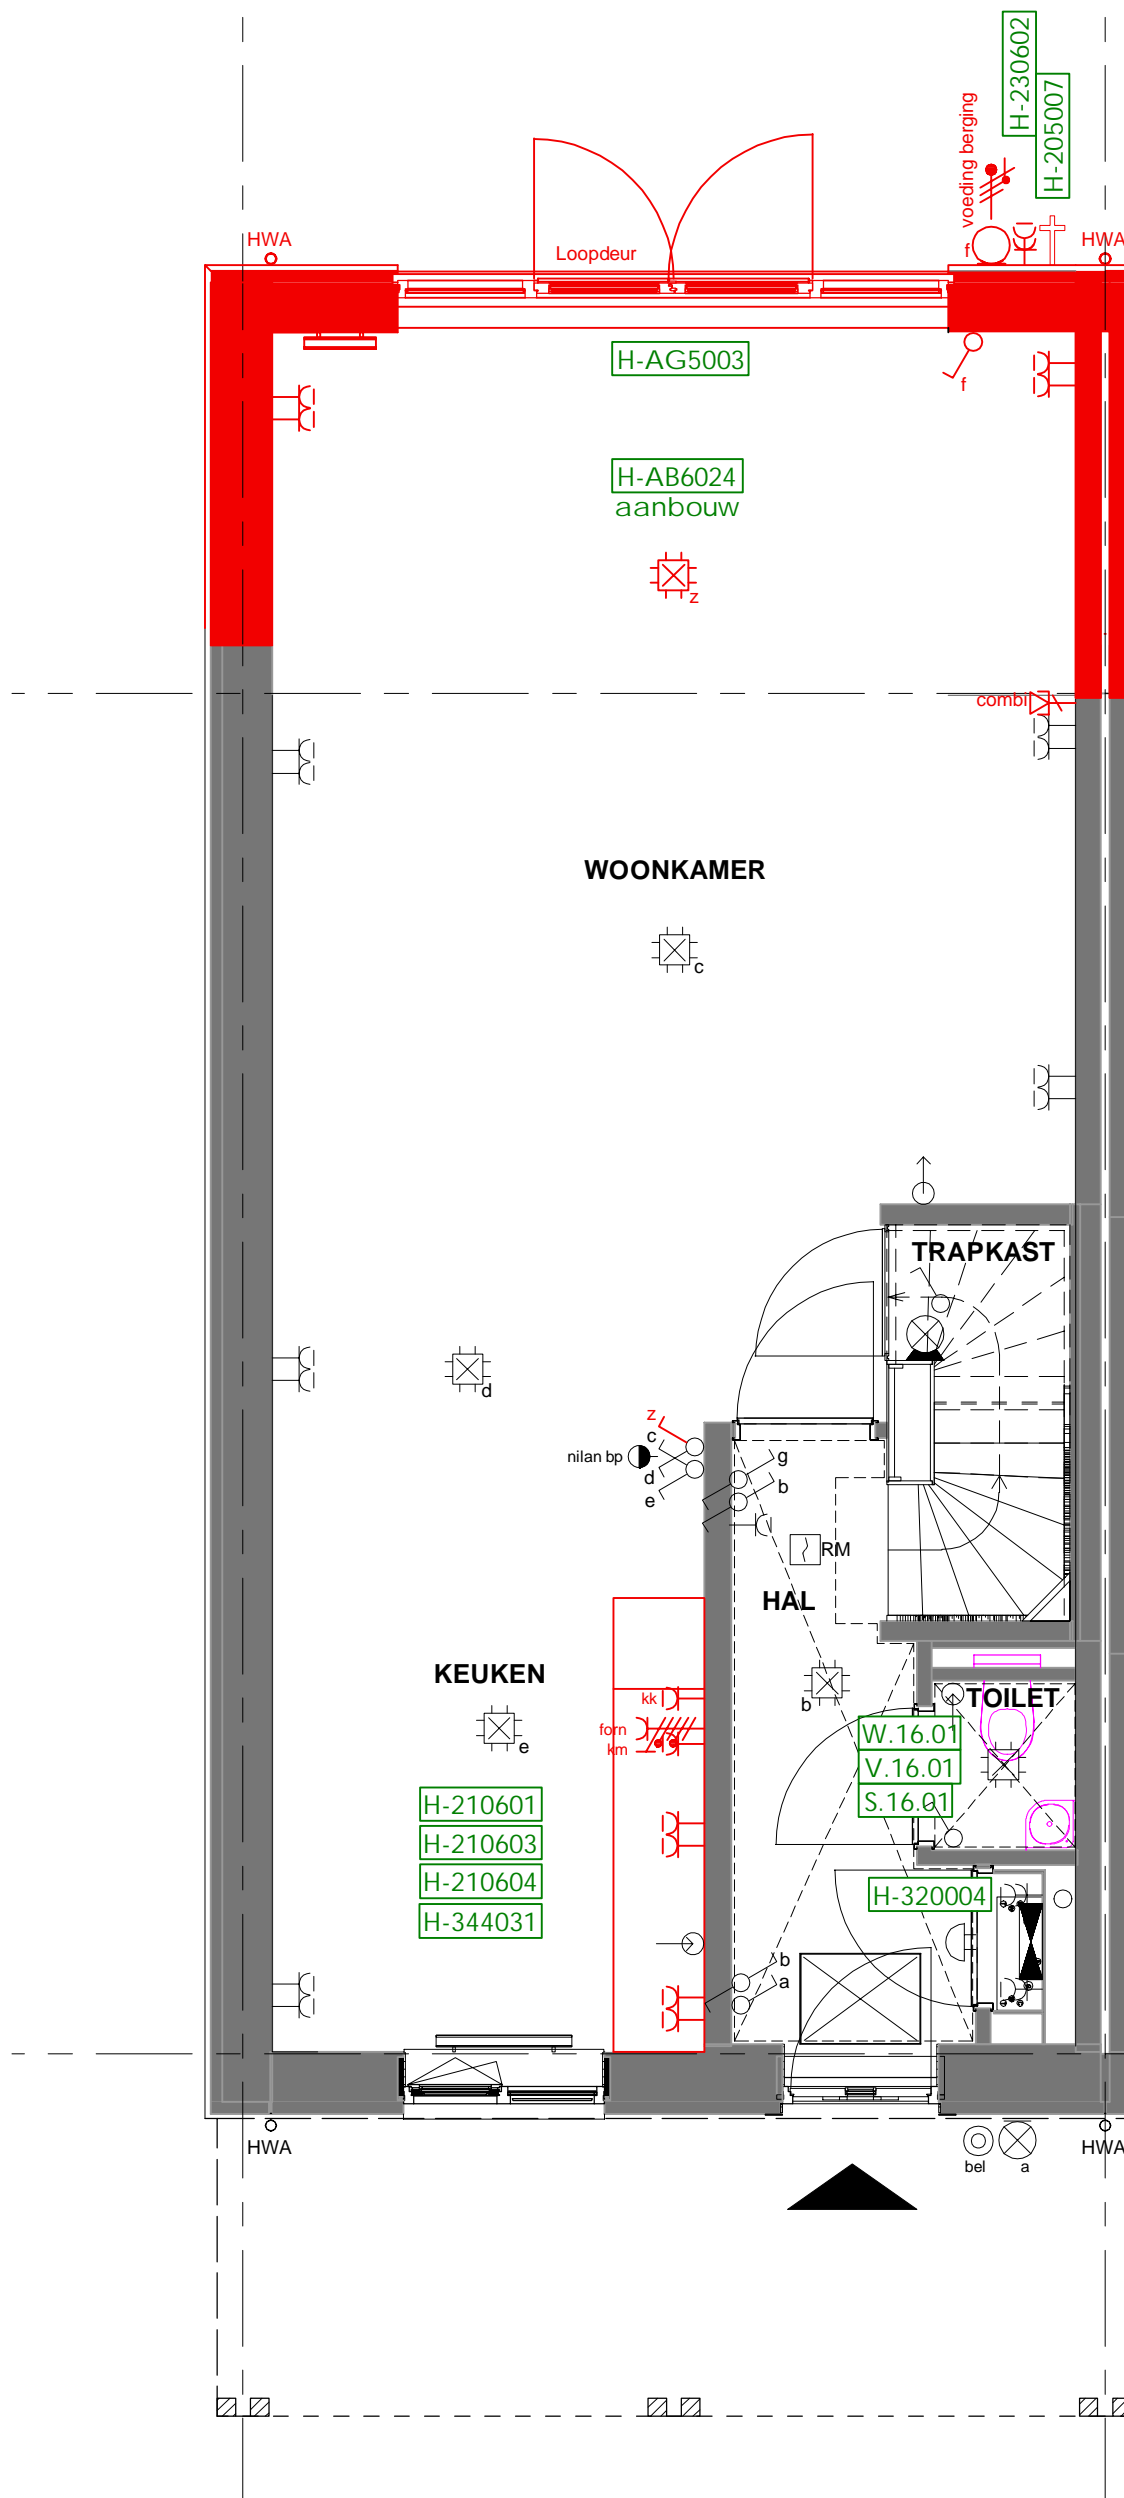 H-230602
H-205007
voeding berging
HWA
Loopdeur
f
HWA
H-AG5003
f
H-AB6024
aanbouw
z
combi
WOONKAMER
c
TRAPKAST
d
z
c
nilan bp
d
e
g
b
RM
HAL
KEUKEN
kk
forn
km
e
b
TOILET
W.16.01
V.16.01
S.16.01
H-210601
H-210603
H-210604
H-344031
H-320004
b
a
HWA
bel
a
HWA